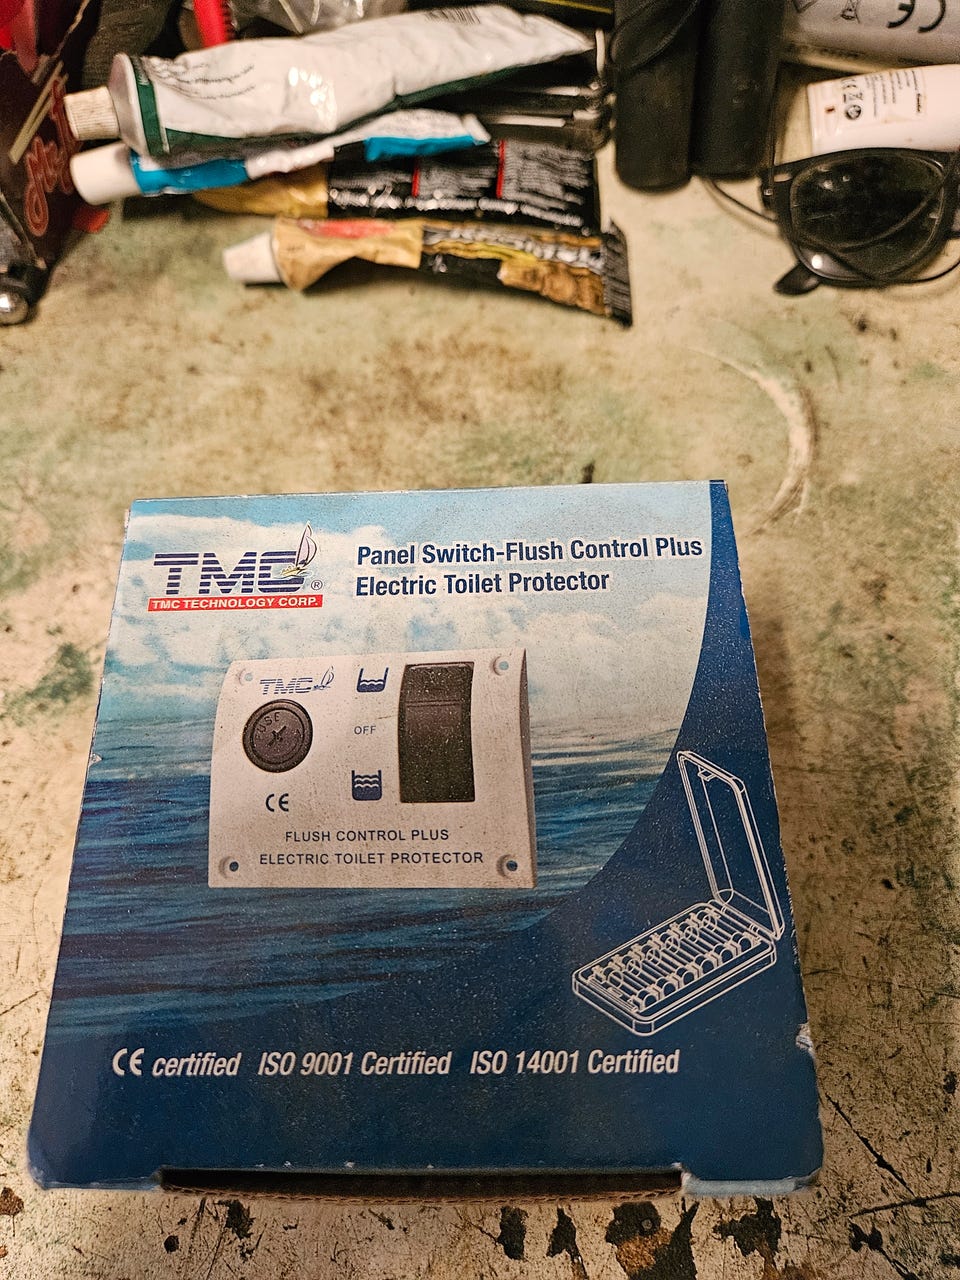 TMC®
TMC TECHNOLOGY CORP.
Panel Switch-Flush Control Plus
Electric Toilet Protector
TMC
FUSE
OFF
CE
FLUSH CONTROL PLUS
ELECTRIC TOILET PROTECTOR
CE certified ISO 9001 Certified ISO 14001 Certified
CE